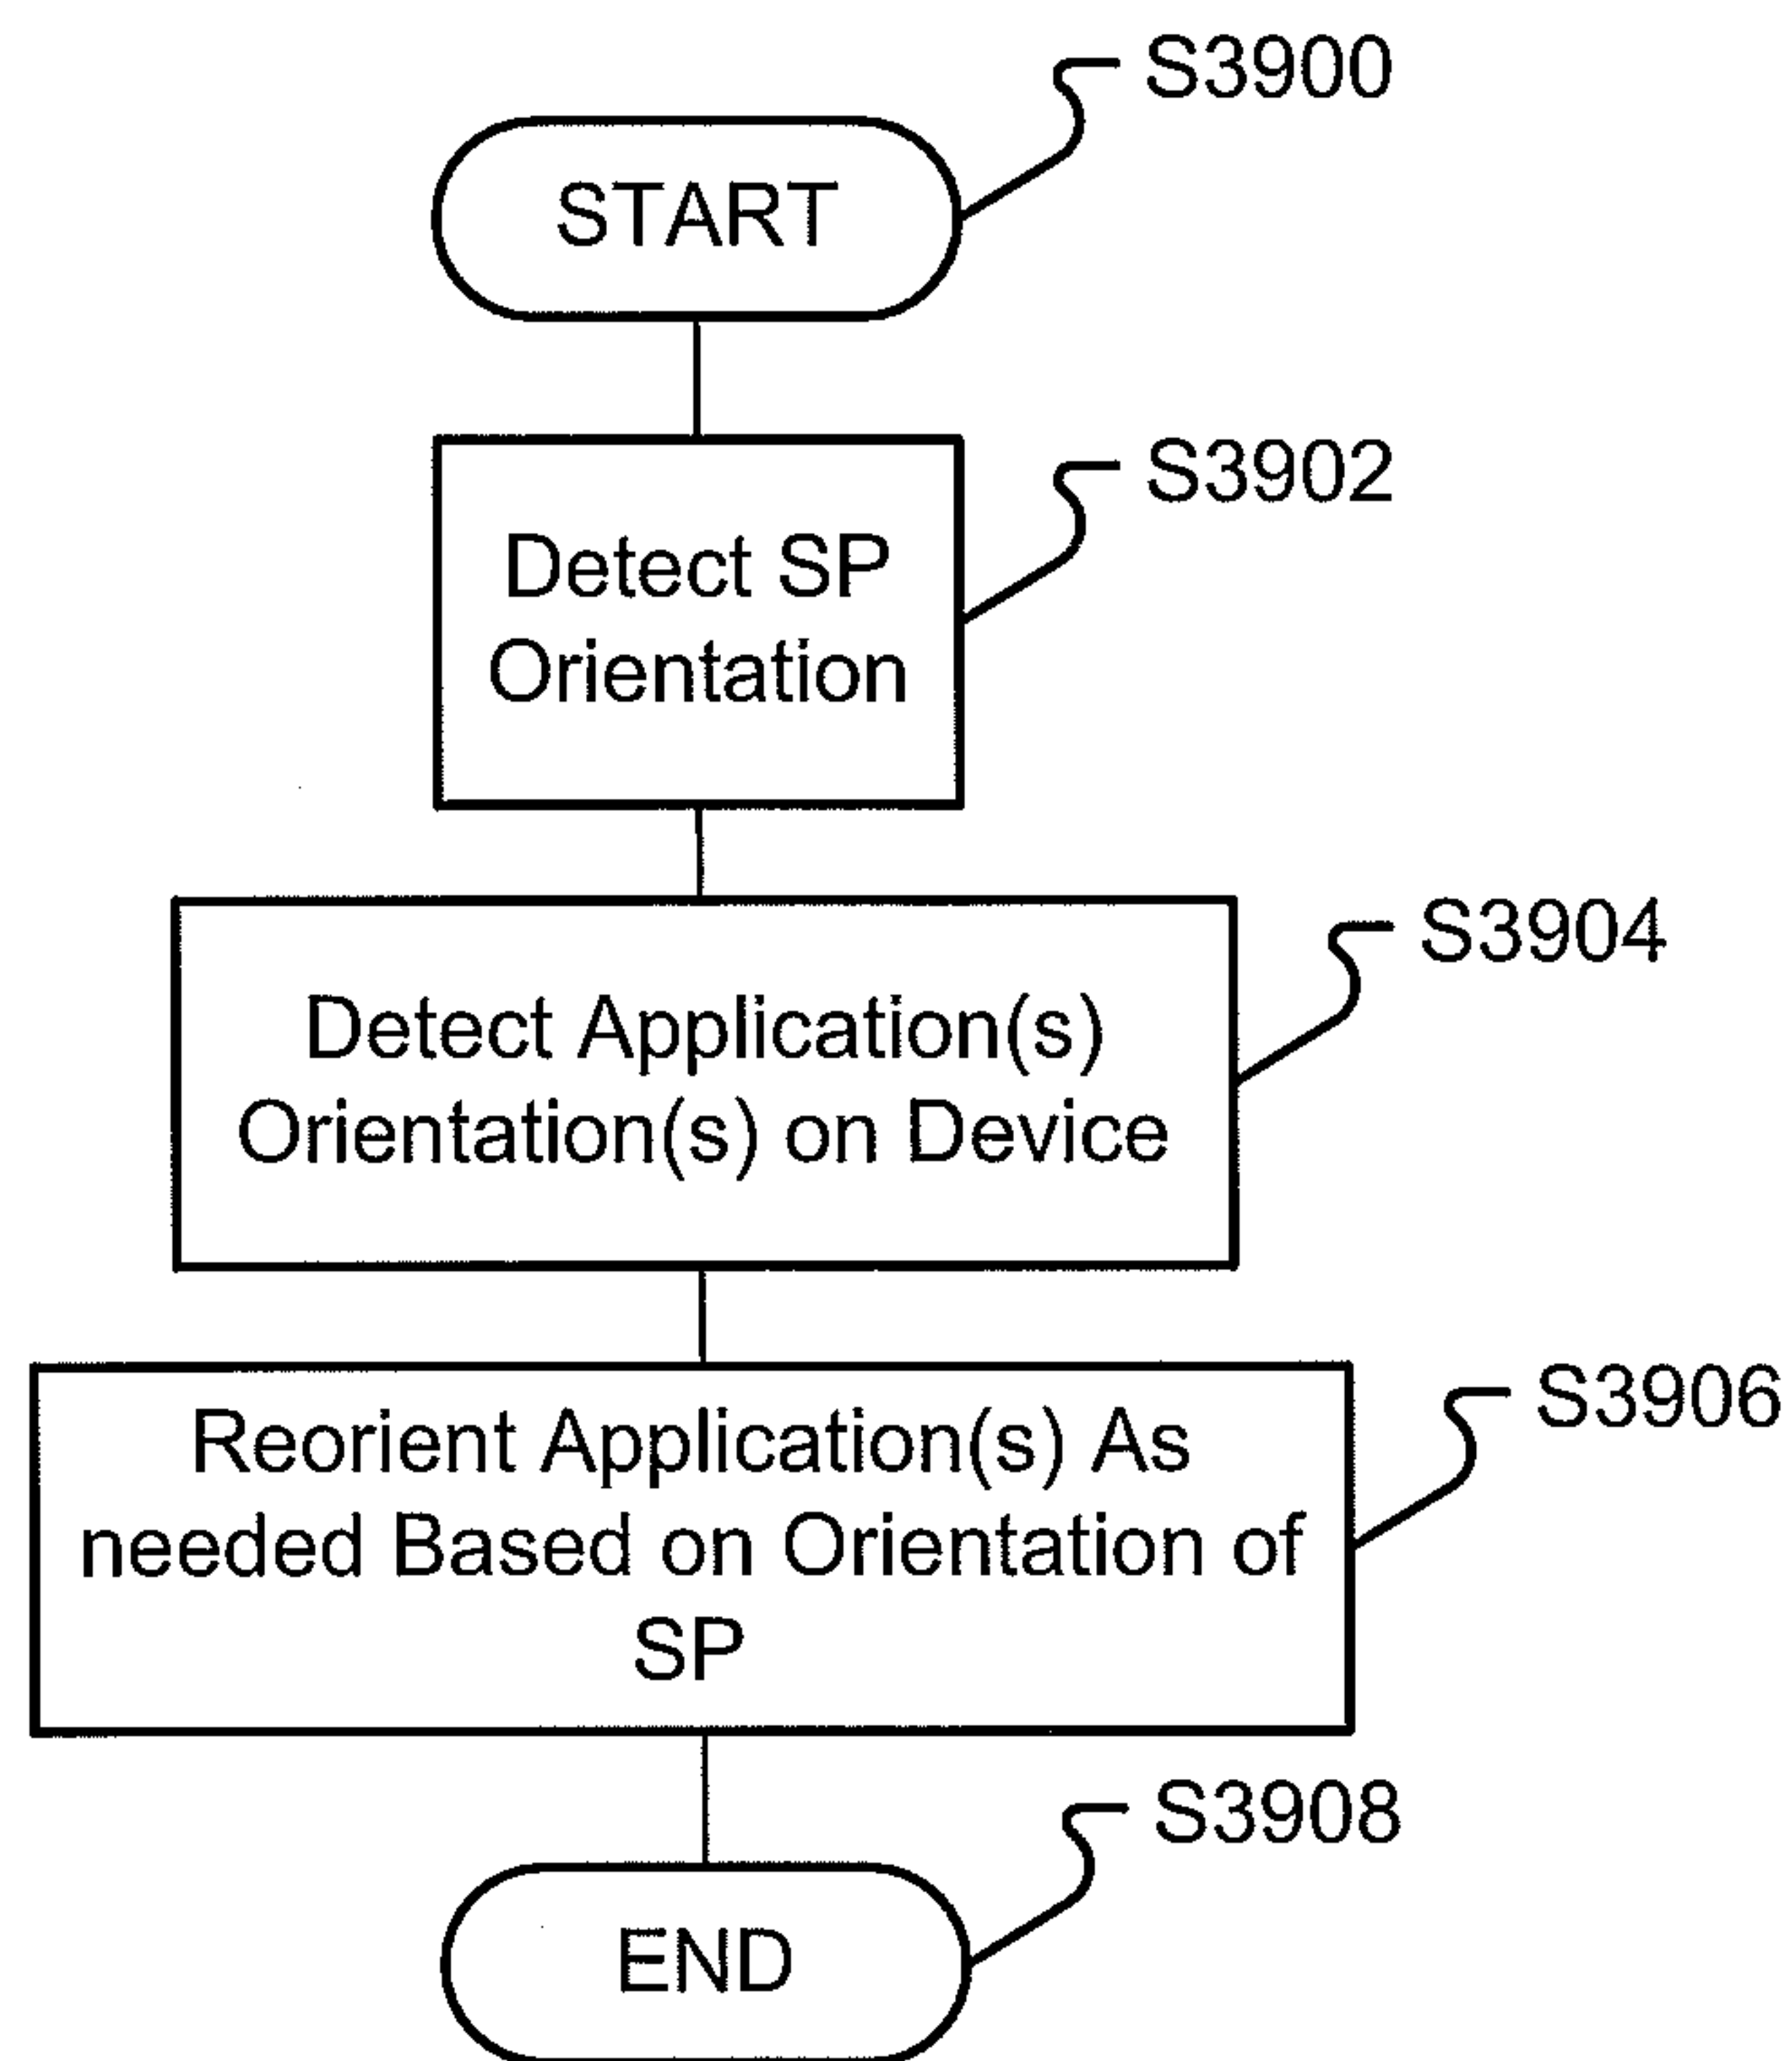 S3900
START
S3902
Detect SP
Orientation
S3904
Detect Application(s)
Orientation(s) on Device
S3906
Reorient Application(s) As
needed Based on Orientation of
SP
S3908
END